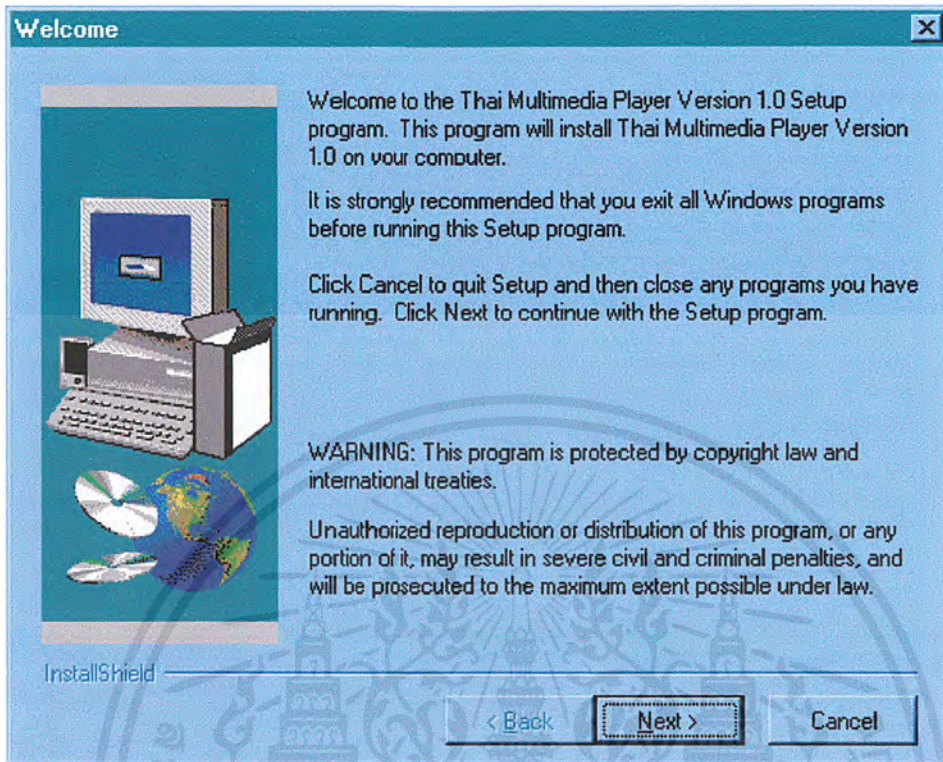 Welcome
Welcome to the Thai Multimedia Player Version 1.0 Setup
program. This program will install Thai Multimedia Player Version
1.0 on your computer.
It is strongly recommended that you exit all Windows programs
before running this Setup program.
Click Cancel to quit Setup and then close any programs you have
running. Click Next to continue with the Setup program.
WARNING: This program is protected by copyright law and
international treaties.
Unauthorized reproduction or distribution of this program, or any
portion of it, may result in severe civil and criminal penalties, and
will be prosecuted to the maximum extent possible under law.
InstallShield
< Back Next > Cancel